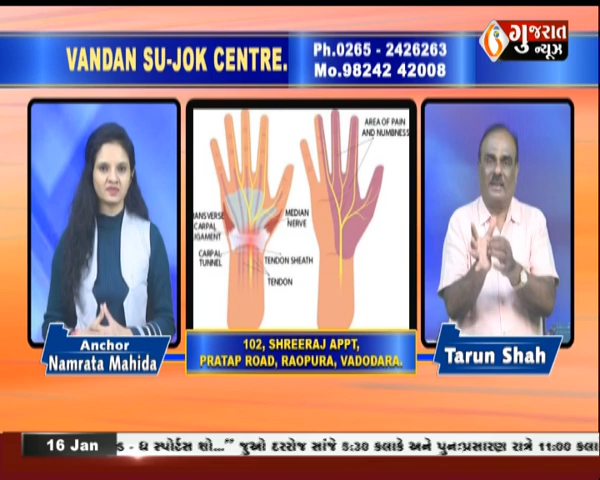 VANDAN SU-JOK CENTRE.
Ph.0265 - 2426263
Mo.98242 42008
ગુજરાત
ન્યૂઝ
AREA OF PAIN
AND NUMBNESS
ANSVERSE
CARPAL
IGAMENT
MEDIAN
NERVE
CARPAL
TUNNEL
TENDON SHEATH
TENDON
Anchor
Namrata Mahida
102, SHREERAJ APPT,
PRATAP ROAD, RAOPURA, VADODARA.
Tarun Shah
16 Jan
ડ - ધ સ્પોર્ટસ શો..." જુઓ દરરોજ સાંજે 5:30 કલાકે અને પુનઃપ્રસારણ રાત્રે 11:00 કલા